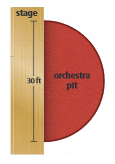 stage
30 ft
orchestra
pit